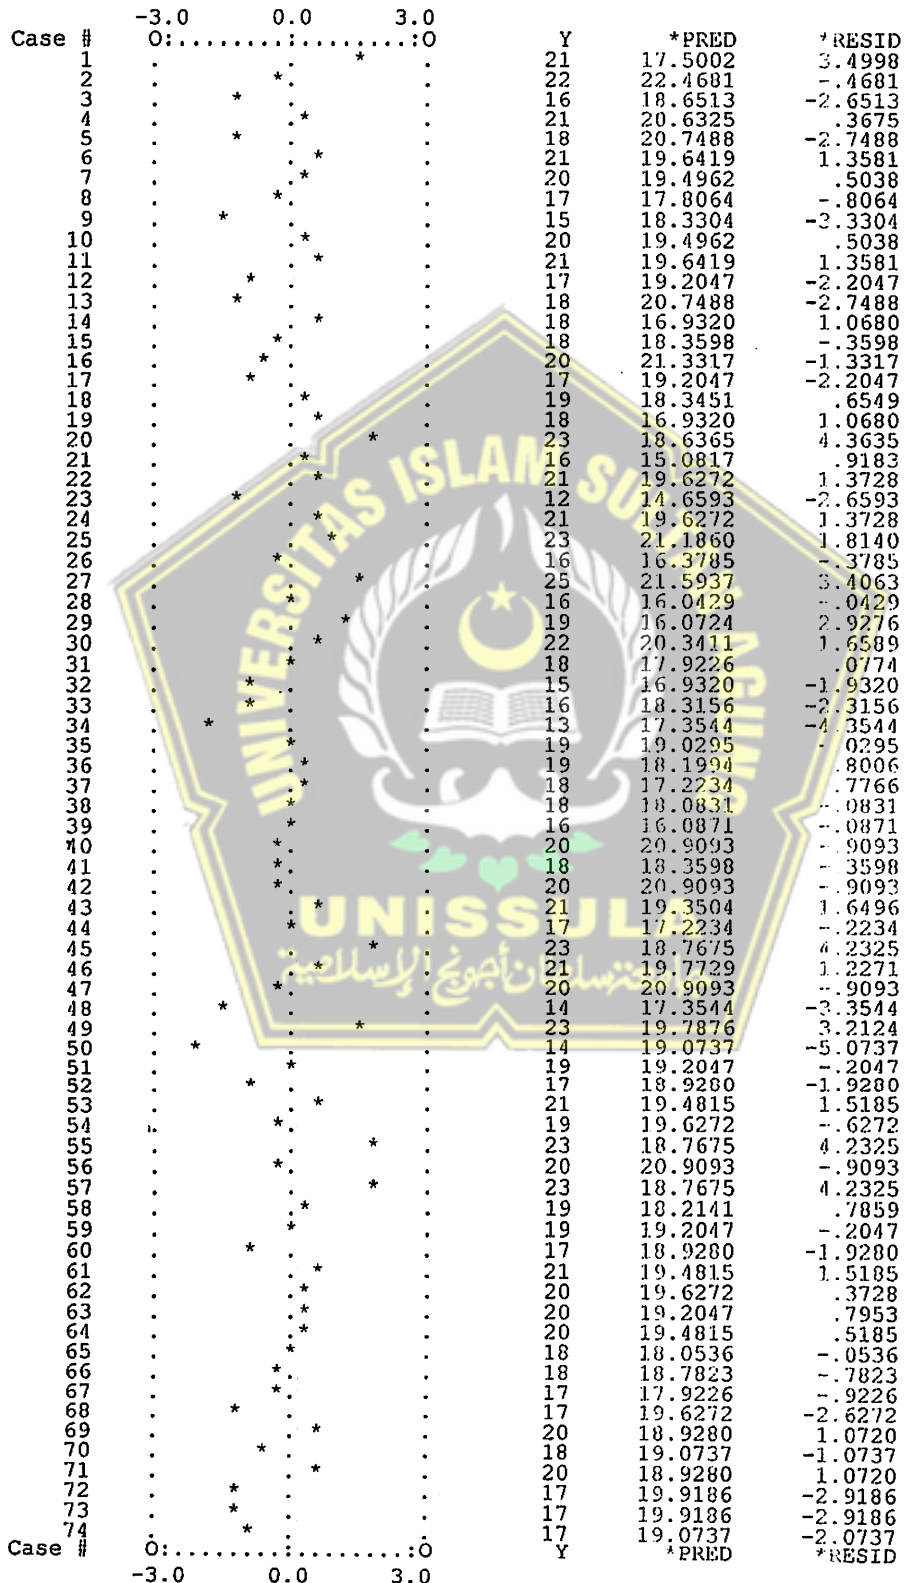 -3.0 0.0 3.0
Case # O:...........:O Y *PRED *RESID
1 . . * . 21 17.5002 3.4998
2 . * . . 22 22.4681 -.4681
3 . * . . 16 18.6513 -2.6513
4 . .* . 21 20.6325 .3675
5 . * . . 18 20.7488 -2.7488
6 . . * . 21 19.6419 1.3581
7 . .* . 20 19.4962 .5038
8 . *. . 17 17.8064 -.8064
9 . * . . 15 18.3304 -3.3304
10 . .* . 20 19.4962 .5038
11 . . * . 21 19.6419 1.3581
12 . * . . 17 19.2047 -2.2047
13 . * . . 18 20.7488 -2.7488
14 . . * . 18 16.9320 1.0680
15 . *. . 18 18.3598 -.3598
16 . * . . 20 21.3317 -1.3317
17 . * . . 17 19.2047 -2.2047
18 . .* . 19 18.3451 .6549
19 . . * . 18 16.9320 1.0680
20 . . * . 23 18.6365 4.3635
21 . .* . 16 15.0817 .9183
22 . . * . 21 19.6272 1.3728
23 . * . . 12 14.6593 -2.6593
24 . . * . 21 19.6272 1.3728
25 . . * . 23 21.1860 1.8140
26 . *. . 16 16.3785 -.3785
27 . . * . 25 21.5937 3.4063
28 . * . 16 16.0429 -.0429
29 . . * . 19 16.0724 2.9276
30 . . * . 22 20.3411 1.6589
31 . * . 18 17.9226 .0774
32 . * . . 15 16.9320 -1.9320
33 . * . . 16 18.3156 -2.3156
34 . * . . 13 17.3544 -4.3544
35 . * . 19 19.0295 -.0295
36 . .* . 19 18.1994 .8006
37 . .* . 18 17.2234 .7766
38 . * . 18 18.0831 -.0831
39 . * . 16 16.0871 -.0871
40 . *. . 20 20.9093 -.9093
41 . *. . 18 18.3598 -.3598
42 . *. . 20 20.9093 -.9093
43 . . * . 21 19.3504 1.6496
44 . * . 17 17.2234 -.2234
45 . . * . 23 18.7675 4.2325
46 . . * . 21 19.7729 1.2271
47 . *. . 20 20.9093 -.9093
48 . * . . 14 17.3544 -3.3544
49 . . * . 23 19.7876 3.2124
50 . * . . 14 19.0737 -5.0737
51 . * . 19 19.2047 -.2047
52 . * . . 17 18.9280 -1.9280
53 . . * . 21 19.4815 1.5185
54 . *. . 19 19.6272 -.6272
55 . . * . 23 18.7675 4.2325
56 . *. . 20 20.9093 -.9093
57 . . * . 23 18.7675 4.2325
58 . .* . 19 18.2141 .7859
59 . * . 19 19.2047 -.2047
60 . * . . 17 18.9280 -1.9280
61 . . * . 21 19.4815 1.5185
62 . .* . 20 19.6272 .3728
63 . .* . 20 19.2047 .7953
64 . .* . 20 19.4815 .5185
65 . * . 18 18.0536 -.0536
66 . *. . 18 18.7823 -.7823
67 . *. . 17 17.9226 -.9226
68 . * . . 17 19.6272 -2.6272
69 . . * . 20 18.9280 1.0720
70 . * . . 18 19.0737 -1.0737
71 . . * . 20 18.9280 1.0720
72 . * . . 17 19.9186 -2.9186
73 . * . . 17 19.9186 -2.9186
74 . * . . 17 19.0737 -2.0737
Case # O:...........:O Y *PRED *RESID
-3.0 0.0 3.0
UNIVERSITAS ISLAM SULTAN AGUNG
UNISSULA
جامعة سلطان أجونج الإسلامية